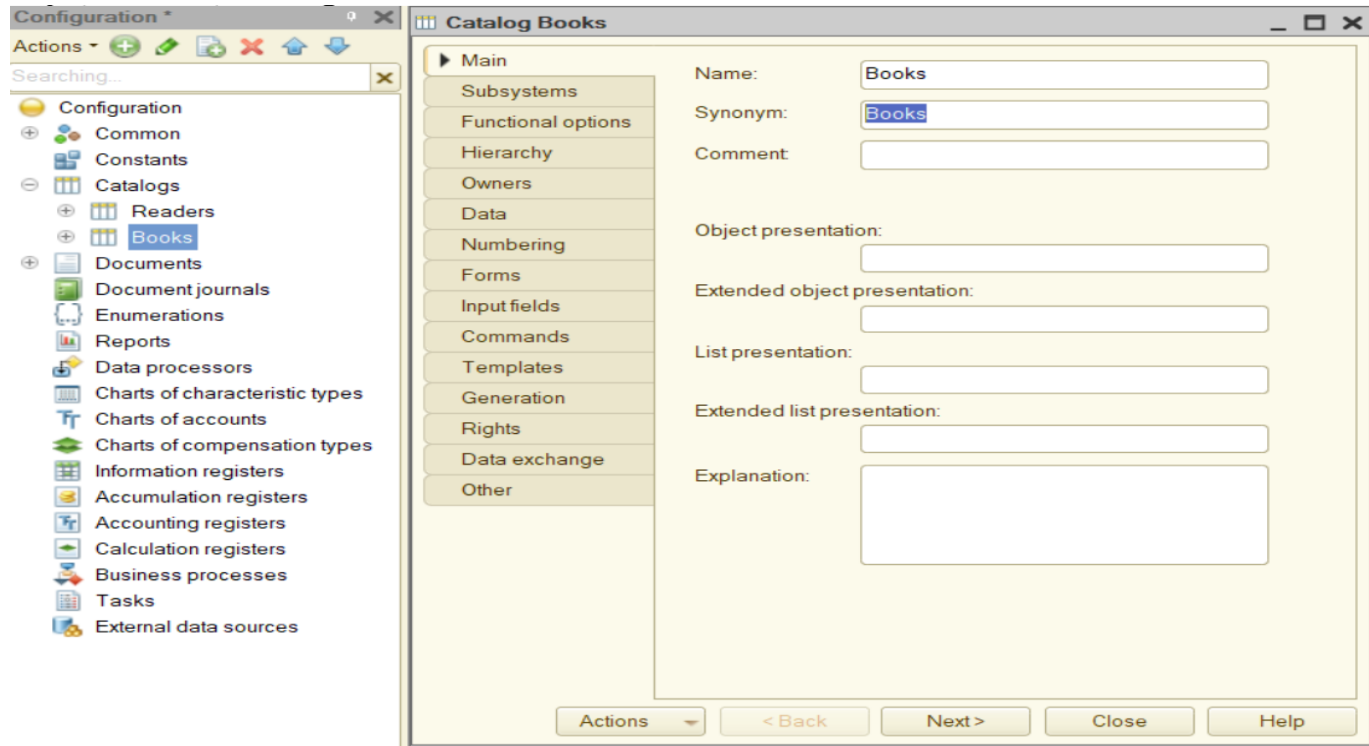 Configuration *
Actions
Searching...
Configuration
Common
Constants
Catalogs
Readers
Books
Documents
Document journals
Enumerations
Reports
Data processors
Charts of characteristic types
Charts of accounts
Charts of compensation types
Information registers
Accumulation registers
Accounting registers
Calculation registers
Business processes
Tasks
External data sources
Catalog Books
Main
Subsystems
Functional options
Hierarchy
Owners
Data
Numbering
Forms
Input fields
Commands
Templates
Generation
Rights
Data exchange
Other
Name: Books
Synonym: Books
Comment:
Object presentation:
Extended object presentation:
List presentation:
Extended list presentation:
Explanation:
Actions < Back Next > Close Help